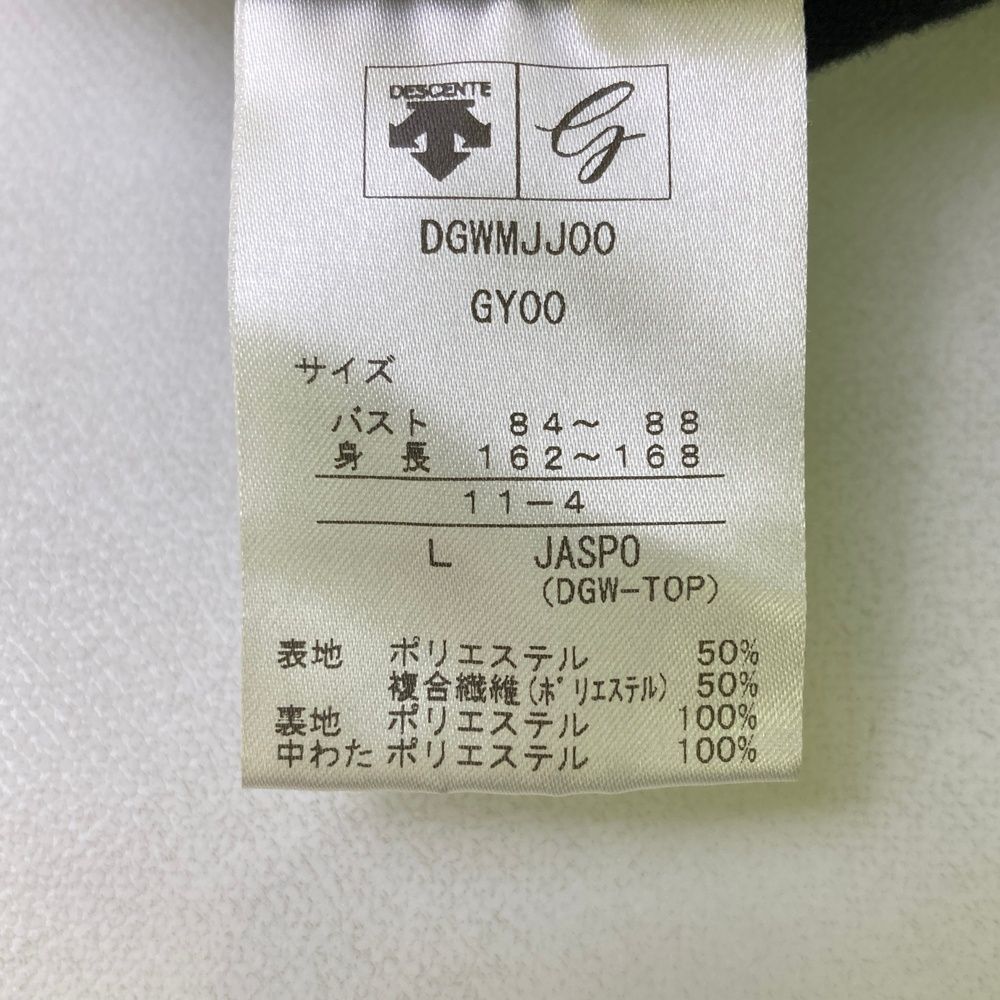 DESCENTE G
DGWMJJ00
GY00
サイズ
バスト 84～ 88
身 長 162～168
11-4
L JASPO
(DGW-TOP)
表地 ポリエステル 50%
複合繊維(ポリエステル) 50%
裏地 ポリエステル 100%
中わた ポリエステル 100%